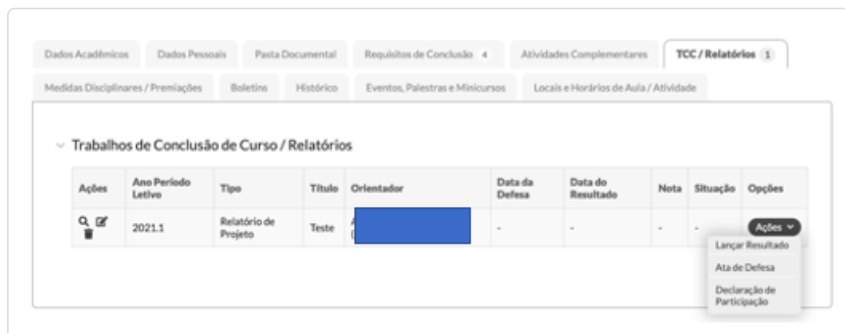 Dados Acadêmicos Dados Pessoais Pasta Documental Requisitos de Conclusão 4 Atividades Complementares TCC / Relatórios 1
Medidas Disciplinares / Premiações Boletins Histórico Eventos, Palestras e Minicursos Locais e Horários de Aula / Atividade
Trabalhos de Conclusão de Curso / Relatórios
Ações Ano Período Letivo Tipo Título Orientador Data da Defesa Data do Resultado Nota Situação Opções
2021.1 Relatório de Projeto Teste - - - - Ações
Lançar Resultado
Ata de Defesa
Declaração de
Participação